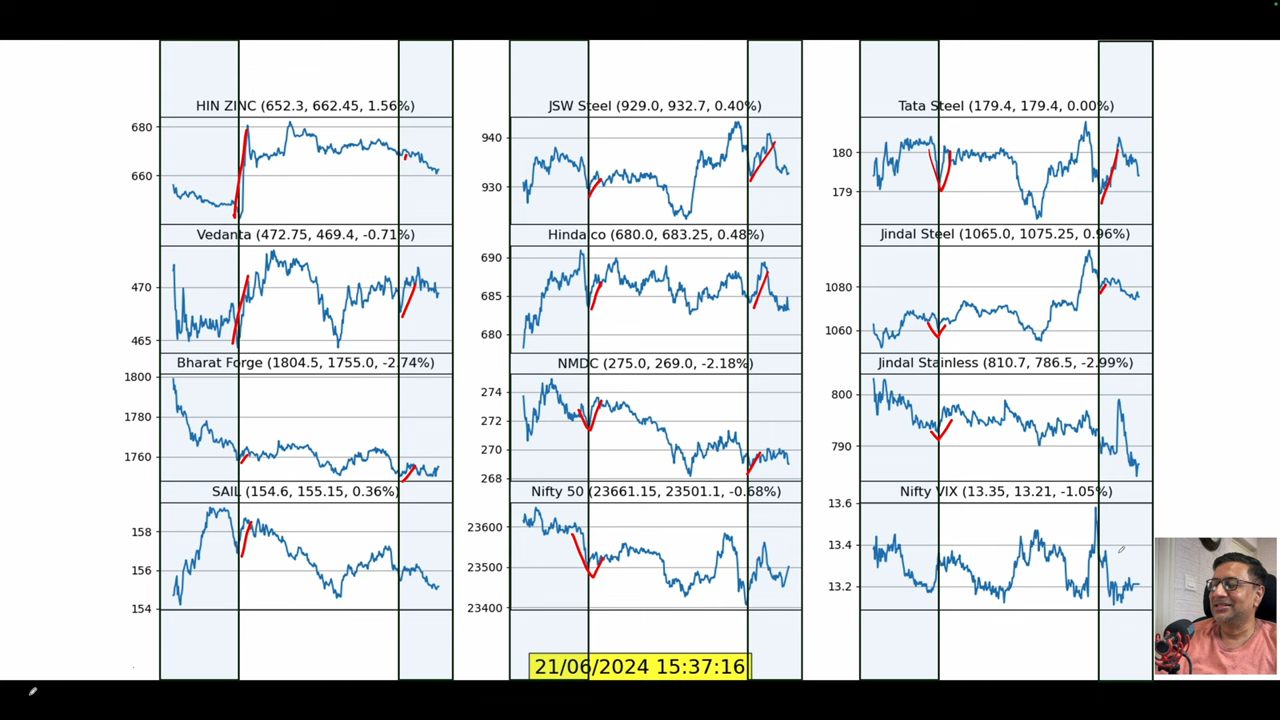 HIN ZINC (652.3, 662.45, 1.56%)
680
660
JSW Steel (929.0, 932.7, 0.40%)
940
930
Tata Steel (179.4, 179.4, 0.00%)
180
179
Vedanta (472.75, 469.4, -0.71%)
470
465
Hindalco (680.0, 683.25, 0.48%)
690
685
680
Jindal Steel (1065.0, 1075.25, 0.96%)
1080
1060
Bharat Forge (1804.5, 1755.0, -2.74%)
1800
1780
1760
NMDC (275.0, 269.0, -2.18%)
274
272
270
268
Jindal Stainless (810.7, 786.5, -2.99%)
800
790
SAIL (154.6, 155.15, 0.36%)
158
156
154
Nifty 50 (23661.15, 23501.1, -0.68%)
23600
23500
23400
Nifty VIX (13.35, 13.21, -1.05%)
13.6
13.4
13.2
21/06/2024 15:37:16